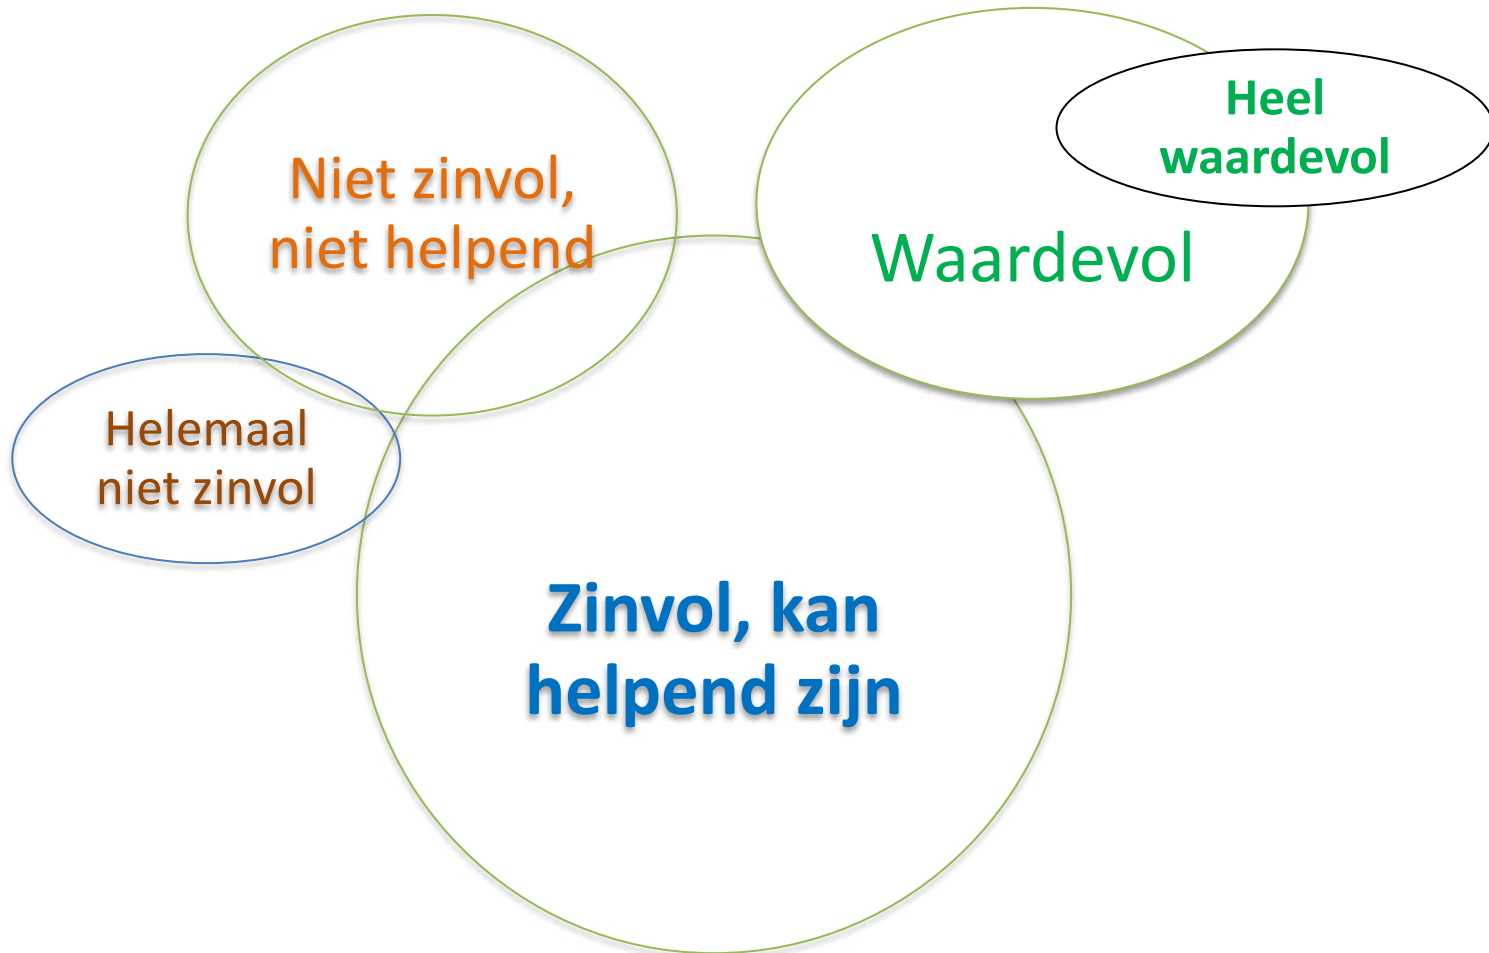 Niet zinvol,
niet helpend
Heel
waardevol
Waardevol
Helemaal
niet zinvol
Zinvol, kan
helpend zijn